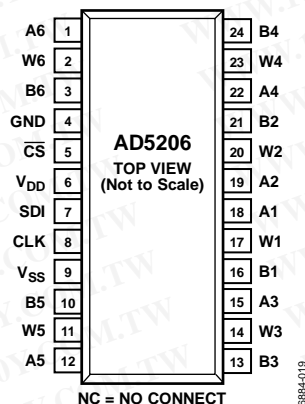 A6 1 24 B4
W6 2 23 W4
B6 3 22 A4
GND 4 21 B2
CS 5 20 W2
VDD 6 19 A2
SDI 7 18 A1
CLK 8 17 W1
VSS 9 16 B1
B5 10 15 A3
W5 11 14 W3
A5 12 13 B3
AD5206
TOP VIEW
(Not to Scale)
NC = NO CONNECT